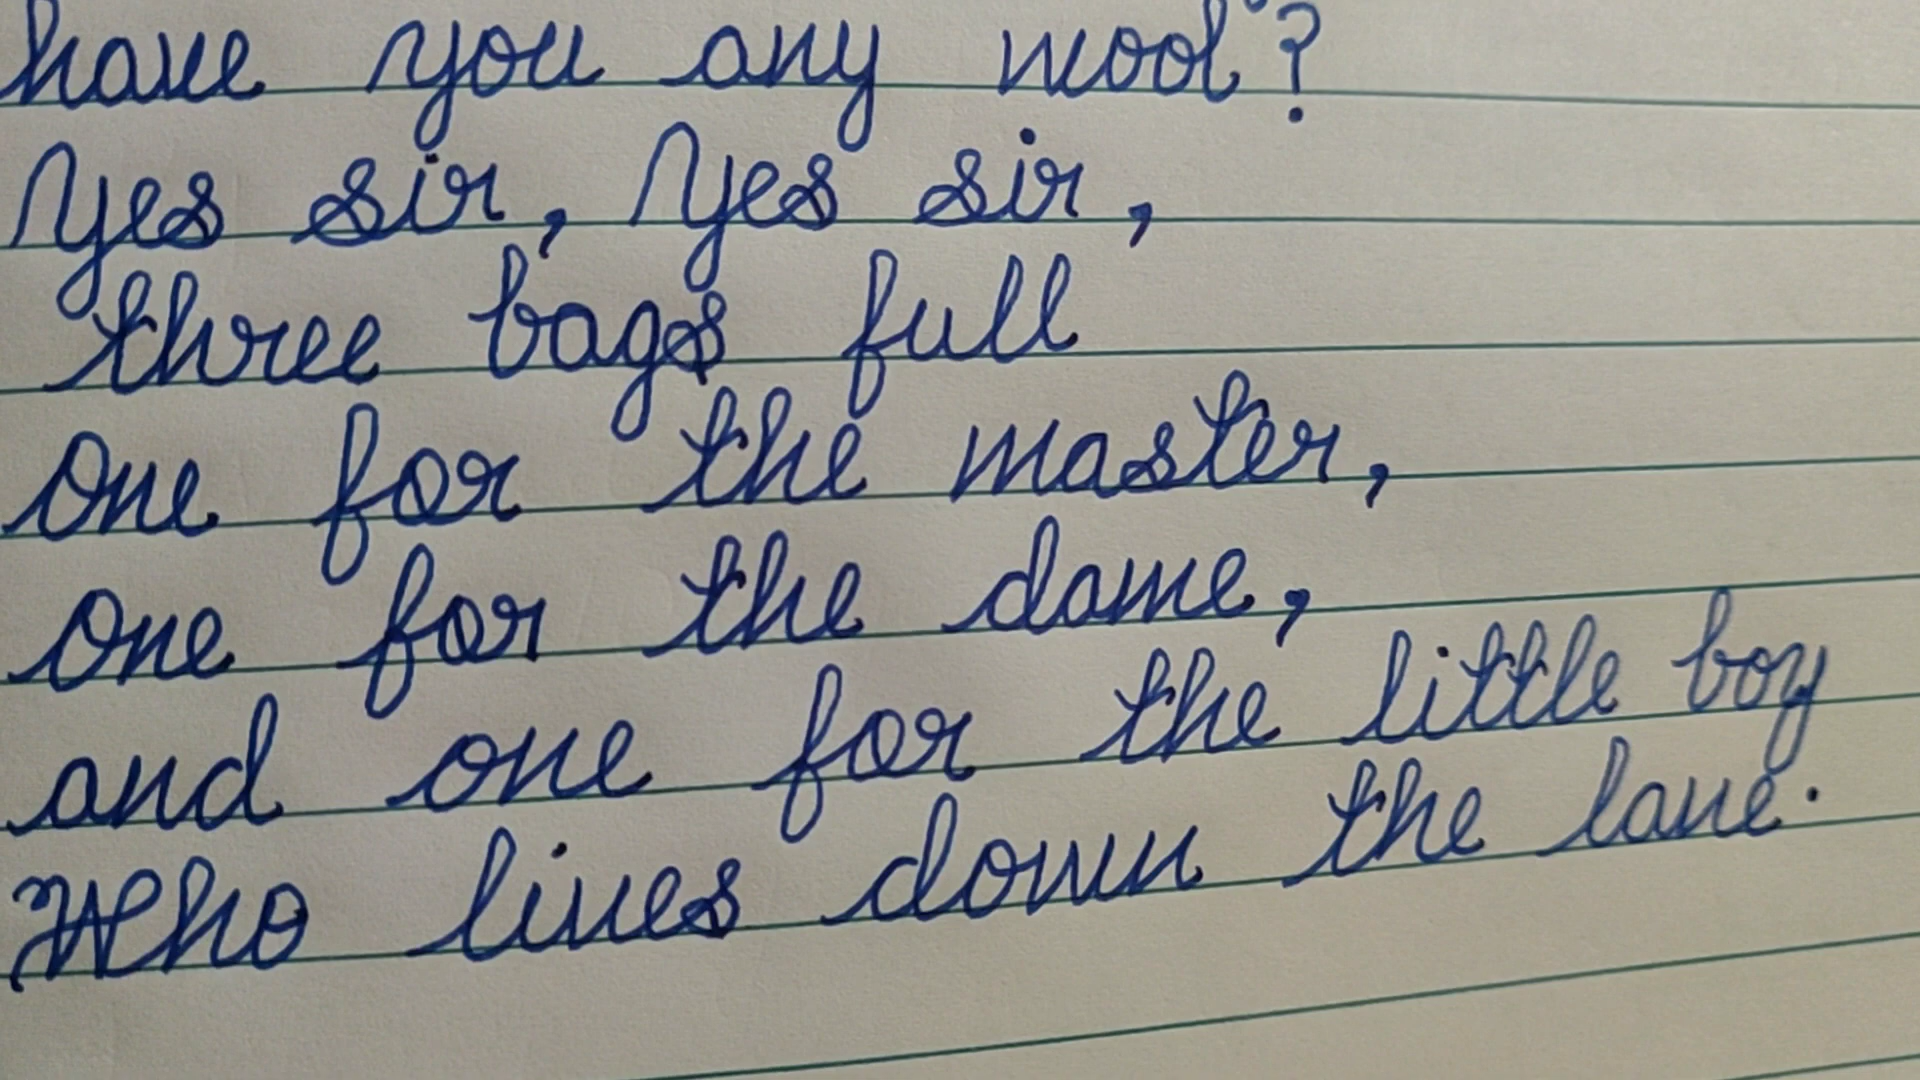 have you any wool?
Yes sir, Yes sir,
three bags full
One for the master,
One for the dame,
and one for the little boy
Who lives down the lane.